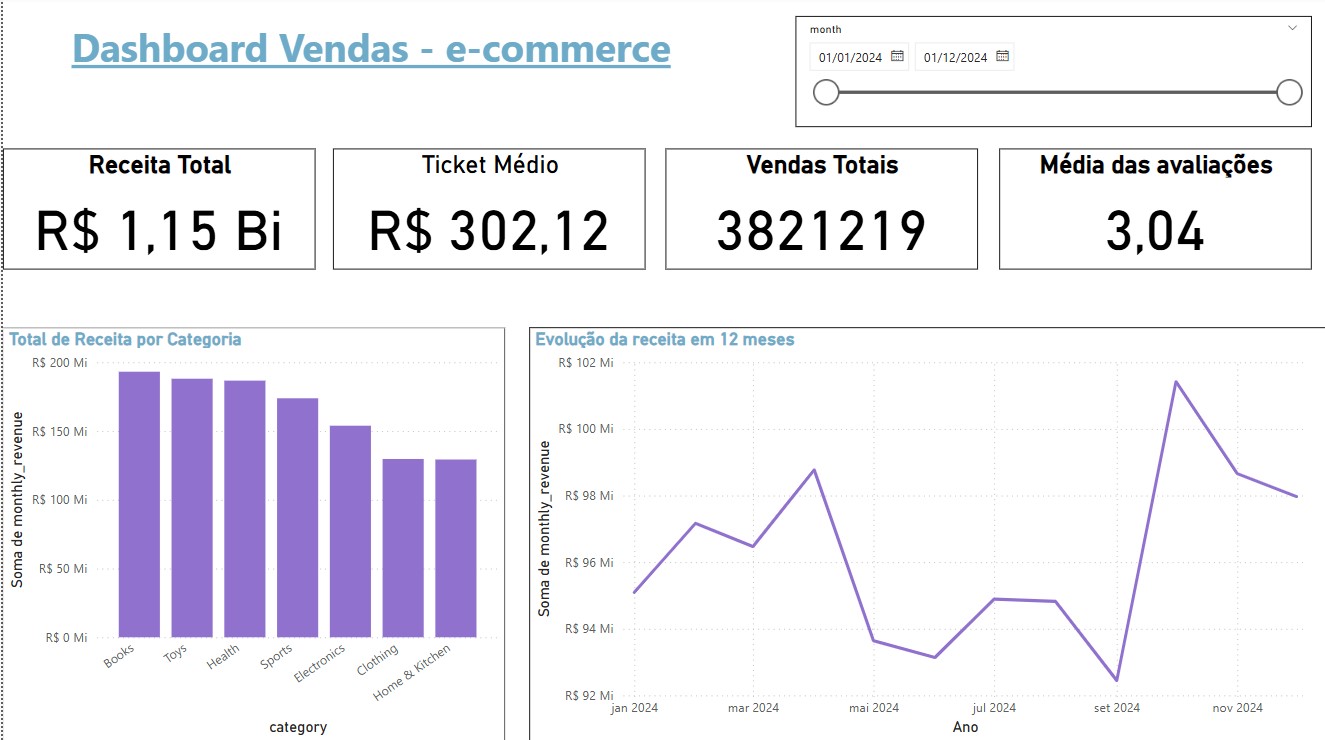 Dashboard Vendas - e-commerce
month
01/01/2024 01/12/2024
Receita Total
R$ 1,15 Bi
Ticket Médio
R$ 302,12
Vendas Totais
3821219
Média das avaliações
3,04
Total de Receita por Categoria
Soma de monthly_revenue
R$ 200 Mi
R$ 150 Mi
R$ 100 Mi
R$ 50 Mi
R$ 0 Mi
Books
Toys
Health
Sports
Electronics
Clothing
Home & Kitchen
category
Evolução da receita em 12 meses
Soma de monthly_revenue
R$ 102 Mi
R$ 100 Mi
R$ 98 Mi
R$ 96 Mi
R$ 94 Mi
R$ 92 Mi
jan 2024 mar 2024 mai 2024 jul 2024 set 2024 nov 2024
Ano